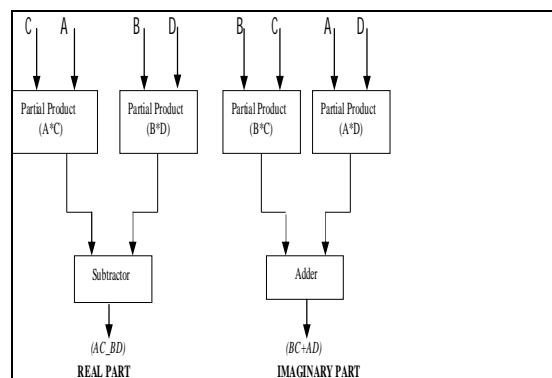 C A B D B C A D
Partial Product Partial Product Partial Product Partial Product
(A*C) (B*D) (B*C) (A*D)
Subtractor Adder
(AC_BD) (BC+AD)
REAL PART IMAGINARY PART